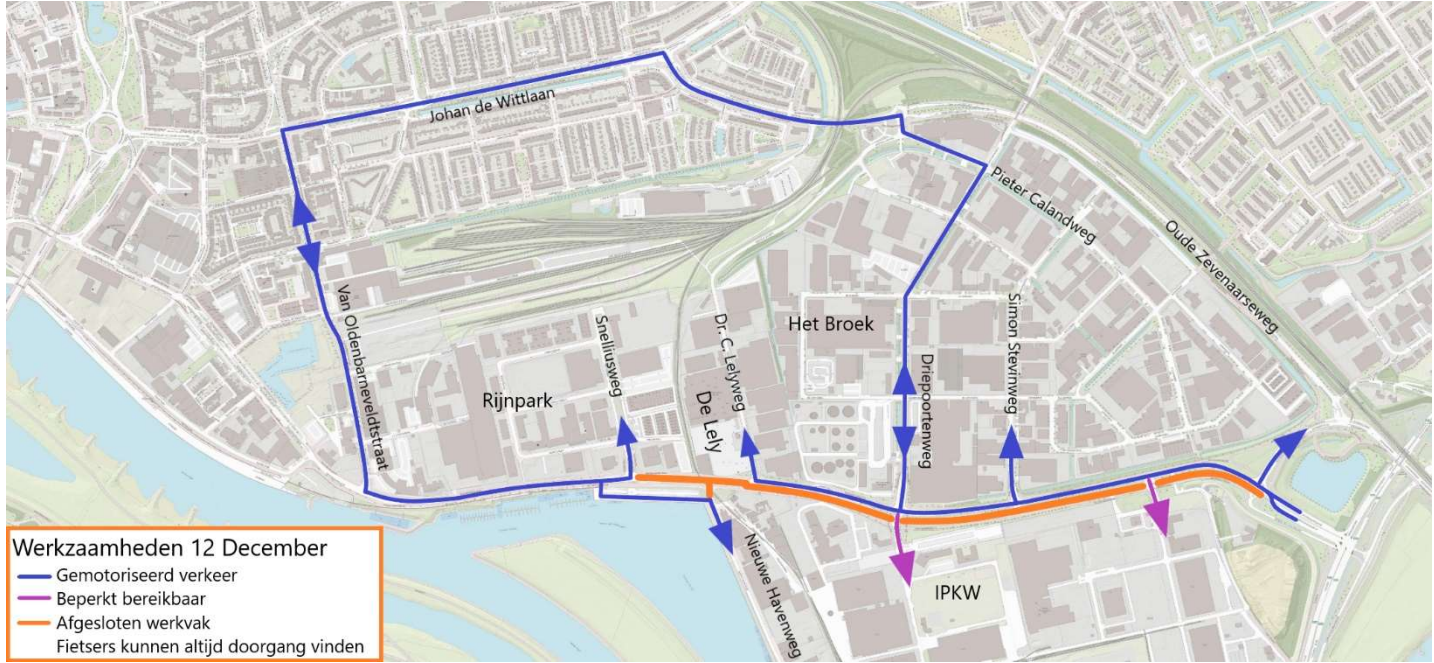 Johan de Wittlaan
Pieter Calandweg
Oude Zevenaarseweg
Van Oldenbarneveldtstraat
Snelliusweg
Dr. C. Lelyweg
Het Broek
Simon Stevinweg
Driepoortenweg
Rijnpark
De Lely
Nieuwe Havenweg
IPKW
Werkzaamheden 12 December
Gemotoriseerd verkeer
Beperkt bereikbaar
Afgesloten werkvak
Fietsers kunnen altijd doorgang vinden